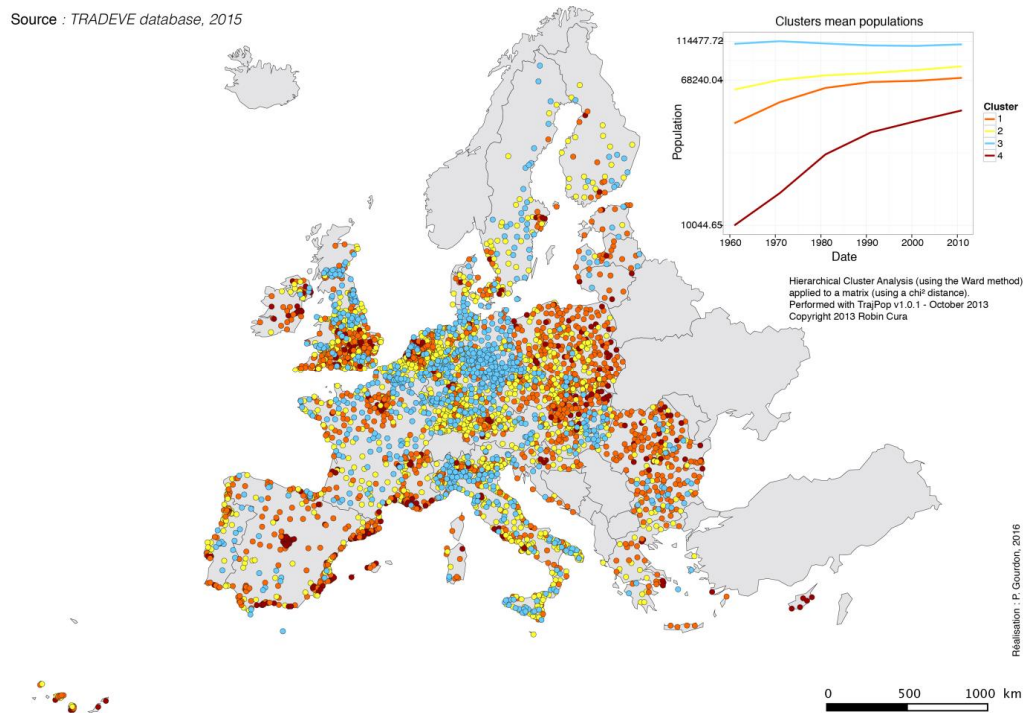 Source : TRADEVE database, 2015
Clusters mean populations
114477.72
68240.04
10044.65
Population
1960 1970 1980 1990 2000 2010
Date
Cluster
1
2
3
4
Hierarchical Cluster Analysis (using the Ward method)
applied to a matrix (using a chi² distance).
Performed with TrajPop v1.0.1 - October 2013
Copyright 2013 Robin Cura
Réalisation : P. Gourdon, 2016
0 500 1000 km